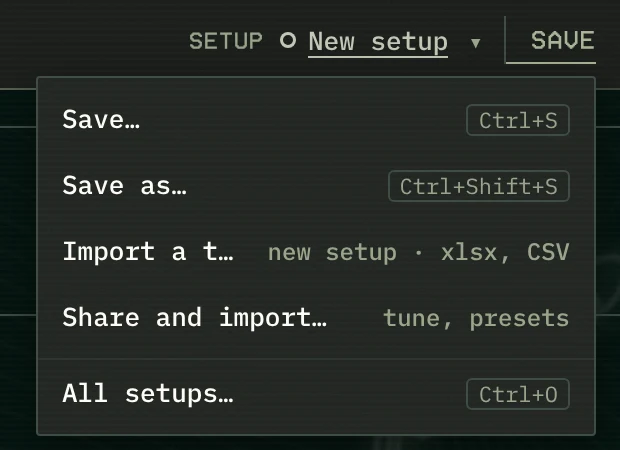 SETUP New setup ▾ SAVE
Save… Ctrl+S
Save as… Ctrl+Shift+S
Import a t… new setup · xlsx, CSV
Share and import… tune, presets
All setups… Ctrl+O